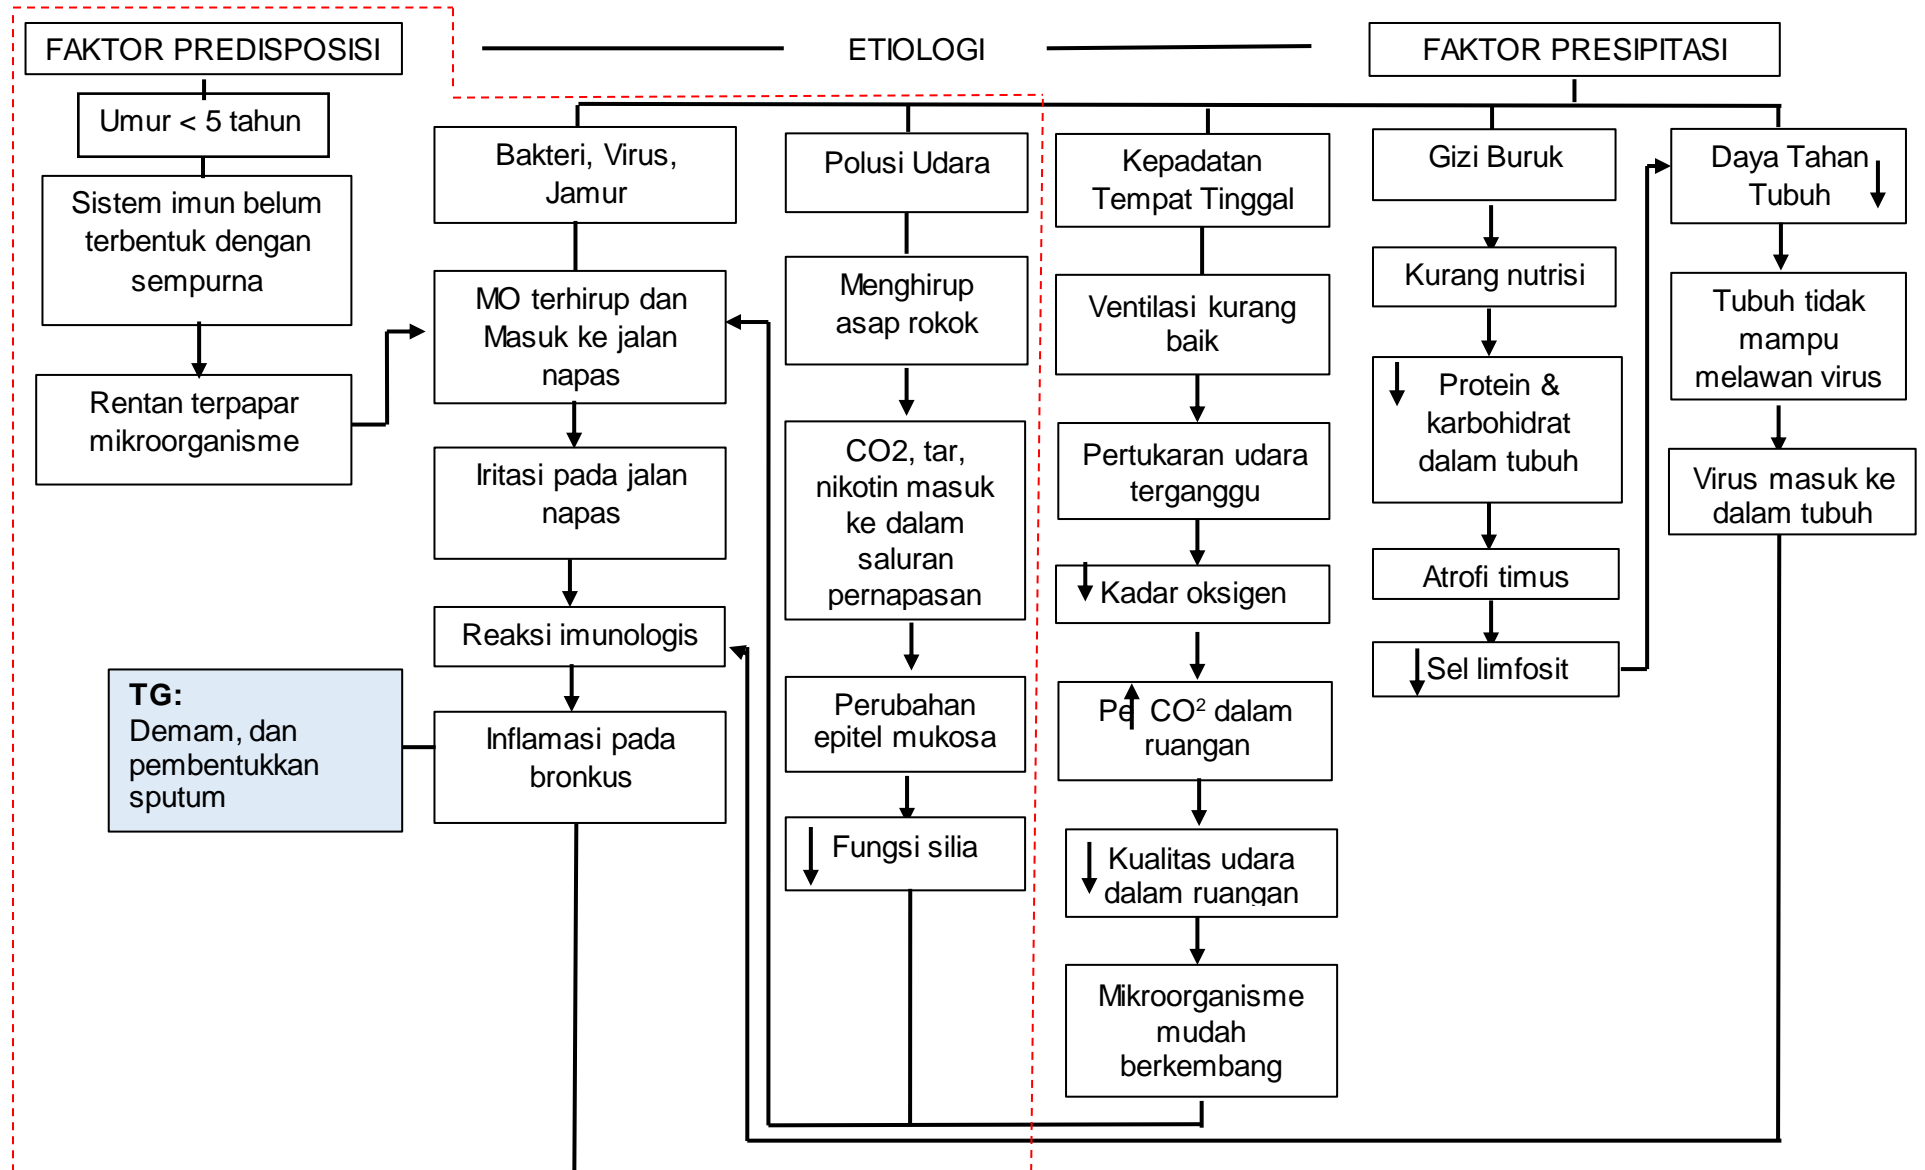 FAKTOR PREDISPOSISI
ETIOLOGI
FAKTOR PRESIPITASI
Umur < 5 tahun
Sistem imun belum
terbentuk dengan
sempurna
Rentan terpapar
mikroorganisme
Bakteri, Virus,
Jamur
MO terhirup dan
Masuk ke jalan
napas
Iritasi pada jalan
napas
Reaksi imunologis
Inflamasi pada
bronkus
TG:
Demam, dan
pembentukkan
sputum
Polusi Udara
Menghirup
asap rokok
CO2, tar,
nikotin masuk
ke dalam
saluran
pernapasan
Perubahan
epitel mukosa
Fungsi silia
Kepadatan
Tempat Tinggal
Ventilasi kurang
baik
Pertukaran udara
terganggu
Kadar oksigen
Pe CO² dalam
ruangan
Kualitas udara
dalam ruangan
Mikroorganisme
mudah
berkembang
Gizi Buruk
Kurang nutrisi
Protein &
karbohidrat
dalam tubuh
Atrofi timus
Sel limfosit
Daya Tahan
Tubuh
Tubuh tidak
mampu
melawan virus
Virus masuk ke
dalam tubuh